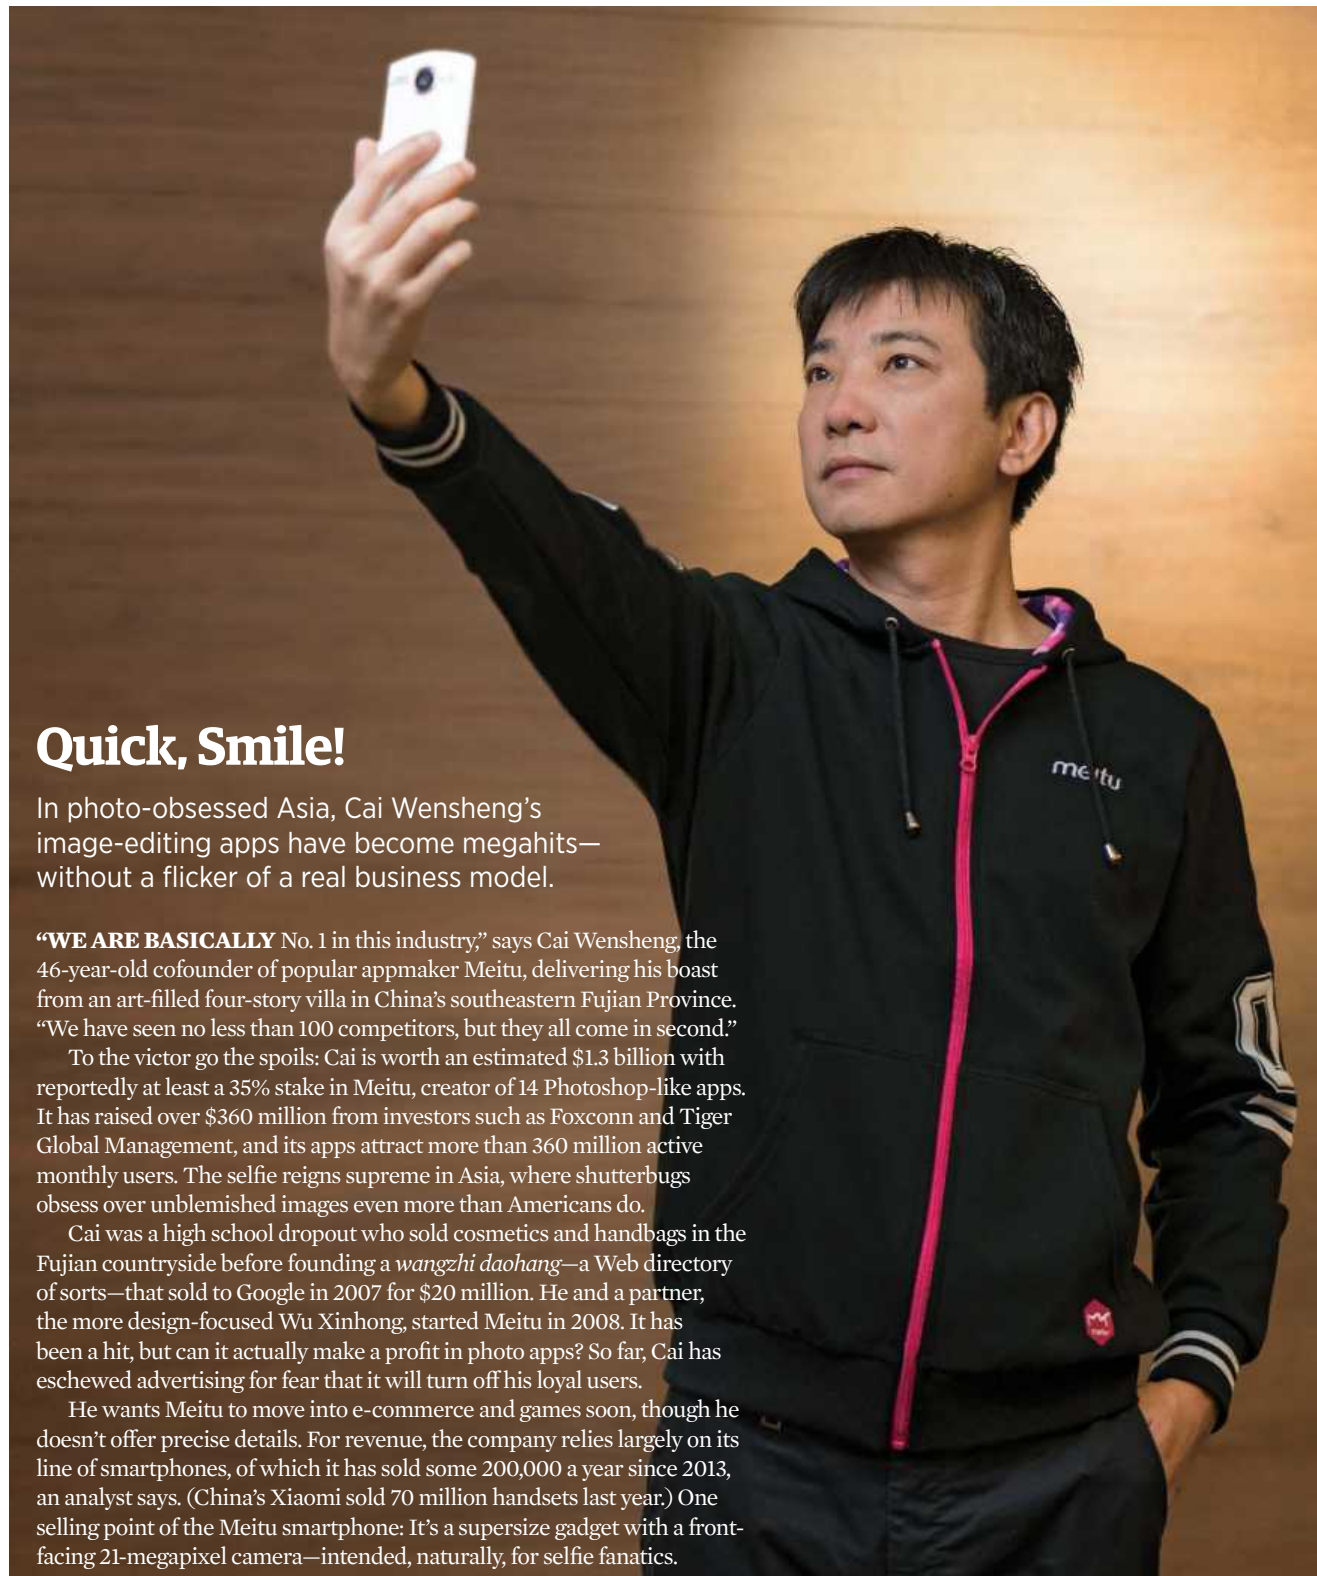 Quick, Smile!
In photo-obsessed Asia, Cai Wensheng’s
image-editing apps have become megahits—
without a flicker of a real business model.
“WE ARE BASICALLY No. 1 in this industry,” says Cai Wensheng, the
46-year-old cofounder of popular appmaker Meitu, delivering his boast
from an art-filled four-story villa in China’s southeastern Fujian Province.
“We have seen no less than 100 competitors, but they all come in second.”
To the victor go the spoils: Cai is worth an estimated $1.3 billion with
reportedly at least a 35% stake in Meitu, creator of 14 Photoshop-like apps.
It has raised over $360 million from investors such as Foxconn and Tiger
Global Management, and its apps attract more than 360 million active
monthly users. The selfie reigns supreme in Asia, where shutterbugs
obsess over unblemished images even more than Americans do.
Cai was a high school dropout who sold cosmetics and handbags in the
Fujian countryside before founding a wangzhi daohang—a Web directory
of sorts—that sold to Google in 2007 for $20 million. He and a partner,
the more design-focused Wu Xinhong, started Meitu in 2008. It has
been a hit, but can it actually make a profit in photo apps? So far, Cai has
eschewed advertising for fear that it will turn off his loyal users.
He wants Meitu to move into e-commerce and games soon, though he
doesn’t offer precise details. For revenue, the company relies largely on its
line of smartphones, of which it has sold some 200,000 a year since 2013,
an analyst says. (China’s Xiaomi sold 70 million handsets last year.) One
selling point of the Meitu smartphone: It’s a supersize gadget with a front-
facing 21-megapixel camera—intended, naturally, for selfie fanatics.
meitu
0